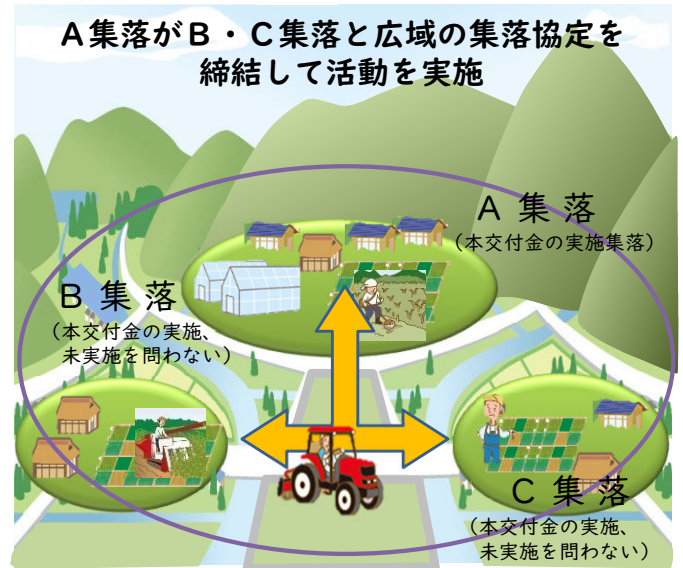 A集落がB・C集落と広域の集落協定を
締結して活動を実施
A 集 落
（本交付金の実施集落）
B 集 落
（本交付金の実施、
未実施を問わない）
C 集 落
（本交付金の実施、
未実施を問わない）